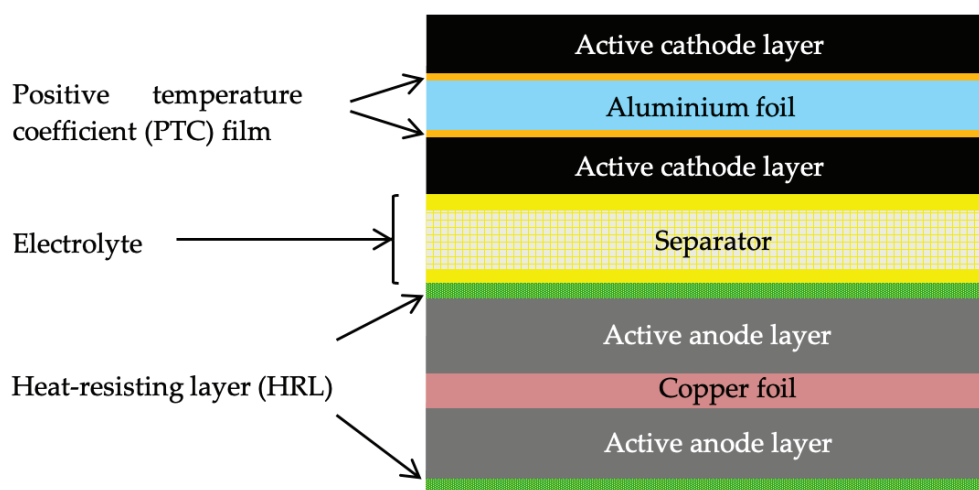 Active cathode layer
Positive temperature
coefficient (PTC) film
Aluminium foil
Active cathode layer
Electrolyte
Separator
Active anode layer
Heat-resisting layer (HRL)
Copper foil
Active anode layer